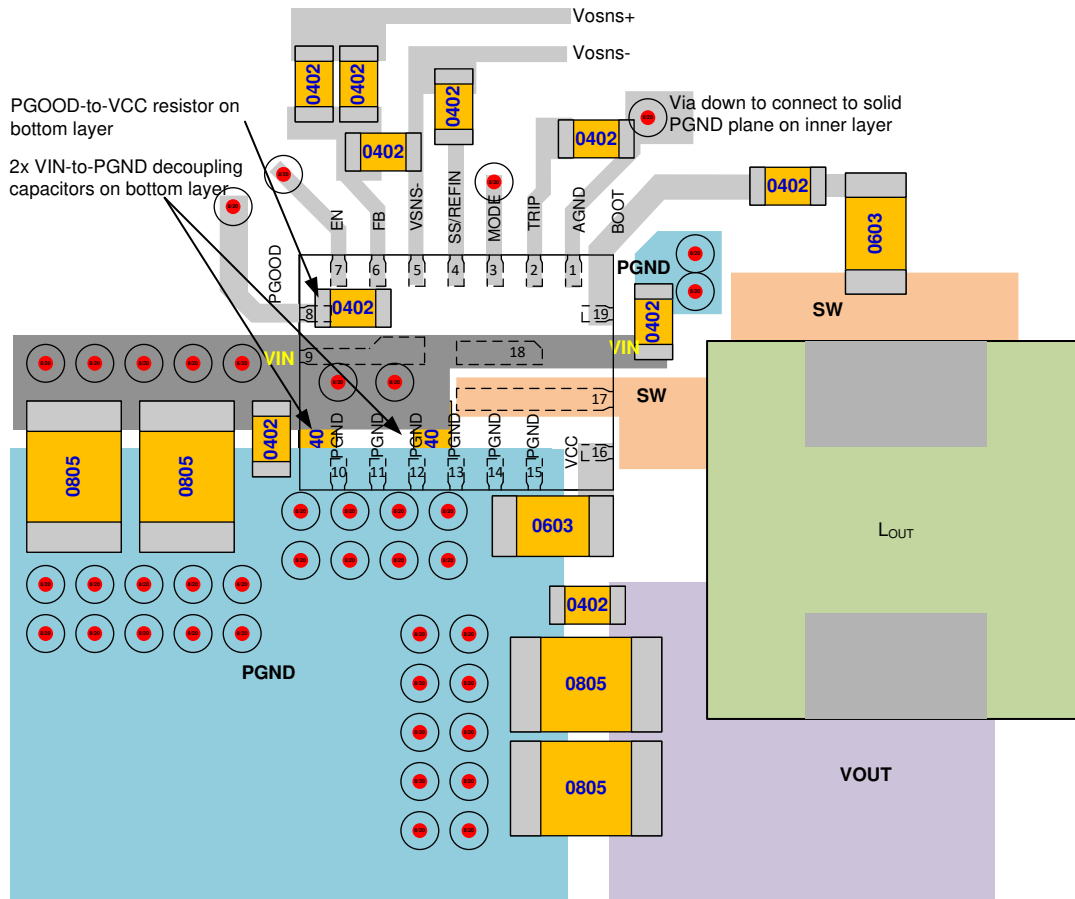 Vosns+
Vosns-
PGOOD-to-VCC resistor on
bottom layer
2x VIN-to-PGND decoupling
capacitors on bottom layer
Via down to connect to solid
PGND plane on inner layer
0402
0402
0402
0402
0402
0402
0603
EN
FB
VSNS-
SS/REFIN
MODE
TRIP
AGND
BOOT
PGOOD
7
6
5
4
3
2
1
PGND
8
0402
19
0402
SW
VIN
9
18
VIN
17
SW
0805
0805
0402
40
40
PGND
PGND
PGND
PGND
PGND
PGND
VCC
16
10
11
12
13
14
15
0603
LOUT
0402
PGND
0805
0805
VOUT